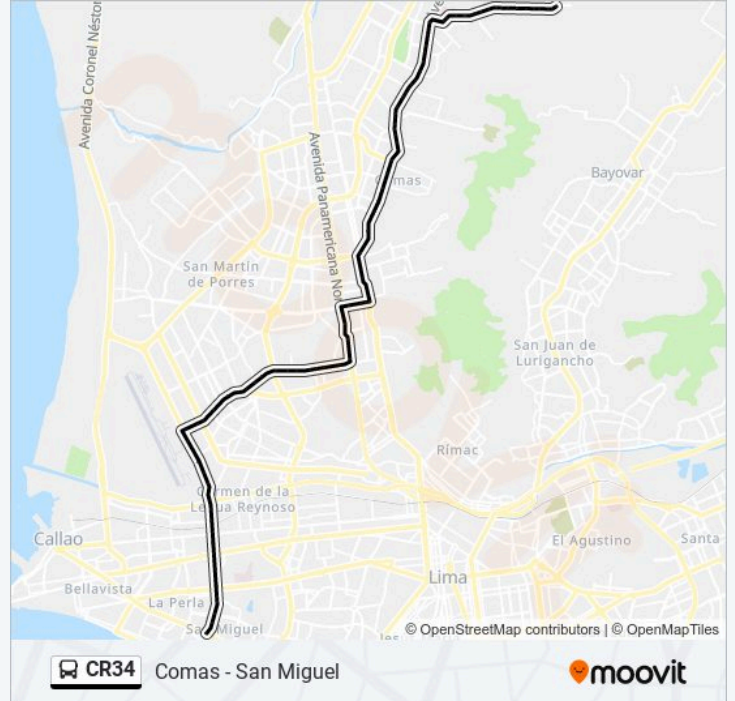 Avenida Coronel Néstor
Avenida Panamericana Nor
Comas
Bayovar
San Martín
de Porres
San Juan de
Lurigancho
Rímac
Carmen de la
Legua Reynoso
Callao
El Agustino
Santa
Bellavista
Lima
La Perla
San Miguel
© OpenStreetMap contributors | © OpenMapTiles
CR34 Comas - San Miguel
moovit